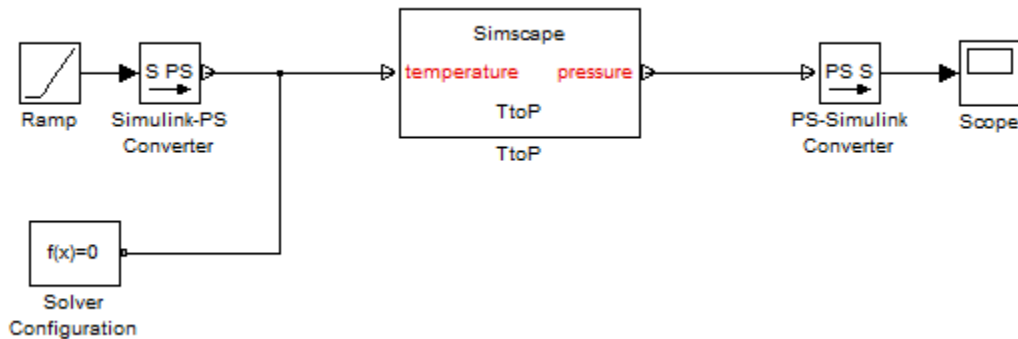 Simscape
S PS
temperature
pressure
PS S
TtoP
Ramp
Simulink-PS
Converter
TtoP
PS-Simulink
Converter
Scope
f(x)=0
Solver
Configuration